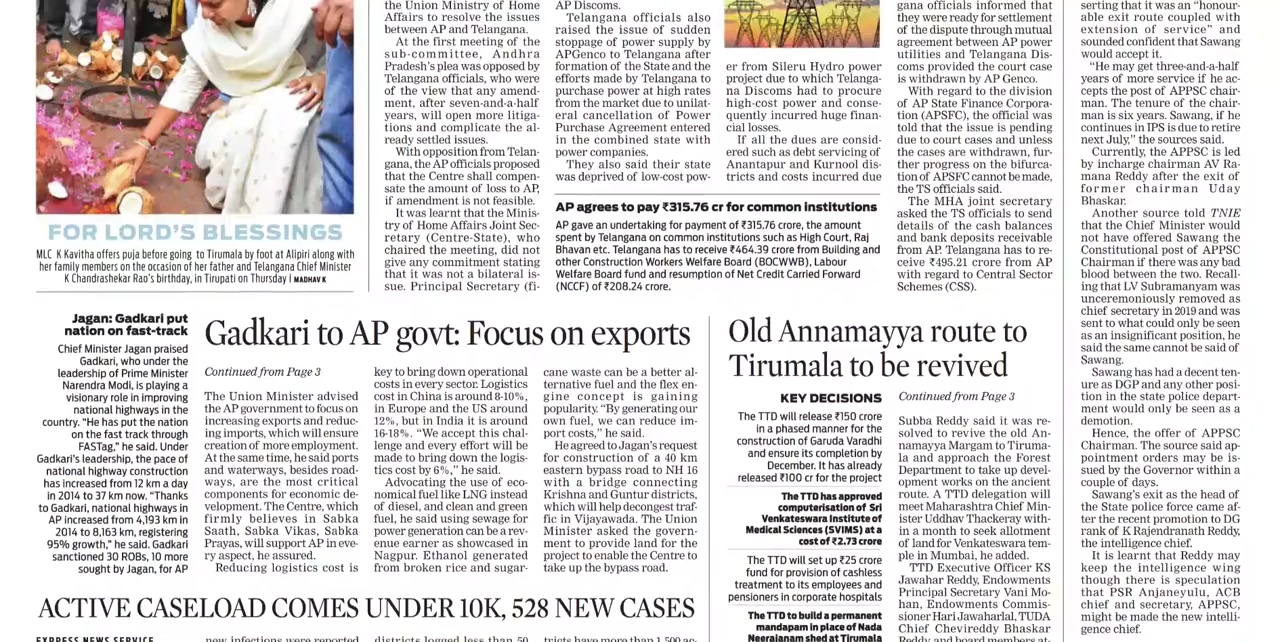 FOR LORD'S BLESSINGS
MLC K Kavitha offers puja before going to Tirumala by foot at Alipiri along with
her family members on the occasion of her father and Telangana Chief Minister
K Chandrashekar Rao's birthday, in Tirupati on Thursday | MADHAV K
the Union Ministry of Home
Affairs to resolve the issues
between AP and Telangana.
At the first meeting of the
sub-committee, Andhra
Pradesh's plea was opposed by
Telangana officials, who were
of the view that any amend-
ment, after seven-and-a-half
years, will open more litiga-
tions and complicate the al-
ready settled issues.
With opposition from Telan-
gana, the AP officials proposed
that the Centre shall compen-
sate the amount of loss to AP,
if amendment is not feasible.
It was learnt that the Minis-
try of Home Affairs Joint Sec-
retary (Centre-State), who
chaired the meeting, did not
give any commitment stating
that it was not a bilateral is-
sue. Principal Secretary (fi-
AP Discoms.
Telangana officials also
raised the issue of sudden
stoppage of power supply by
APGenco to Telangana after
formation of the State and the
efforts made by Telangana to
purchase power at high rates
from the market due to unilat-
eral cancellation of Power
Purchase Agreement entered
in the combined state with
power companies.
They also said their state
was deprived of low-cost pow-
er from Sileru Hydro power
project due to which Telanga-
na Discoms had to procure
high-cost power and conse-
quently incurred huge finan-
cial losses.
If all the dues are consid-
ered such as debt servicing of
Anantapur and Kurnool dis-
tricts and costs incurred due
AP agrees to pay ₹315.76 cr for common institutions
AP gave an undertaking for payment of ₹315.76 crore, the amount
spent by Telangana on common institutions such as High Court, Raj
Bhavan etc. Telangana has to receive ₹464.39 crore from Building and
other Construction Workers Welfare Board (BOCWWB), Labour
Welfare Board fund and resumption of Net Credit Carried Forward
(NCCF) of ₹208.24 crore.
gana officials informed that
they were ready for settlement
of the dispute through mutual
agreement between AP power
utilities and Telangana Dis-
coms provided the court case
is withdrawn by AP Genco.
With regard to the division
of AP State Finance Corpora-
tion (APSFC), the official was
told that the issue is pending
due to court cases and unless
the cases are withdrawn, fur-
ther progress on the bifurca-
tion of APSFC cannot be made,
the TS officials said.
The MHA joint secretary
asked the TS officials to send
details of the cash balances
and bank deposits receivable
from AP. Telangana has to re-
ceive ₹495.21 crore from AP
with regard to Central Sector
Schemes (CSS).
serting that it was an "honour-
able exit route coupled with
extension of service" and
sounded confident that Sawang
would accept it.
"He may get three-and-a-half
years of more service if he ac-
cepts the post of APPSC chair-
man. The tenure of the chair-
man is six years. Sawang, if he
continues in IPS is due to retire
next July," the sources said.
Currently, the APPSC is led
by incharge chairman AV Ra-
mana Reddy after the exit of
former chairman Uday
Bhaskar.
Another source told TNIE
that the Chief Minister would
not have offered Sawang the
Constitutional post of APPSC
Chairman if there was any bad
blood between the two. Recall-
ing that LV Subramanyam was
unceremoniously removed as
chief secretary in 2019 and was
sent to what could only be seen
as an insignificant position, he
said the same cannot be said of
Sawang.
Sawang has had a decent ten-
ure as DGP and any other posi-
tion in the state police depart-
ment would only be seen as a
demotion.
Hence, the offer of APPSC
Chairman. The source said ap-
pointment orders may be is-
sued by the Governor within a
couple of days.
Sawang's exit as the head of
the State police force came af-
ter the recent promotion to DG
rank of K Rajendranath Reddy,
the intelligence chief.
It is learnt that Reddy may
keep the intelligence wing
though there is speculation
that PSR Anjaneyulu, ACB
chief and secretary, APPSC,
might be made the new intelli-
gence chief.
Jagan: Gadkari put
nation on fast-track
Chief Minister Jagan praised
Gadkari, who under the
leadership of Prime Minister
Narendra Modi, is playing a
visionary role in improving
national highways in the
country. "He has put the nation
on the fast track through
FASTag," he said. Under
Gadkari's leadership, the pace of
national highway construction
has increased from 12 km a day
in 2014 to 37 km now. "Thanks
to Gadkari, national highways in
AP increased from 4,193 km in
2014 to 8,163 km, registering
95% growth," he said. Gadkari
sanctioned 30 ROBs, 10 more
sought by Jagan, for AP
Gadkari to AP govt: Focus on exports
Continued from Page 3
The Union Minister advised
the AP government to focus on
increasing exports and reduc-
ing imports, which will ensure
creation of more employment.
At the same time, he said ports
and waterways, besides road-
ways, are the most critical
components for economic de-
velopment. The Centre, which
firmly believes in Sabka
Saath, Sabka Vikas, Sabka
Prayas, will support AP in eve-
ry aspect, he assured.
Reducing logistics cost is
key to bring down operational
costs in every sector. Logistics
cost in China is around 8-10%,
in Europe and the US around
12%, but in India it is around
16-18%. "We accept this chal-
lenge and every effort will be
made to bring down the logis-
tics cost by 6%," he said.
Advocating the use of eco-
nomical fuel like LNG instead
of diesel, and clean and green
fuel, he said using sewage for
power generation can be a rev-
enue earner as showcased in
Nagpur. Ethanol generated
from broken rice and sugar-
cane waste can be a better al-
ternative fuel and the flex en-
gine concept is gaining
popularity. "By generating our
own fuel, we can reduce im-
port costs," he said.
He agreed to Jagan's request
for construction of a 40 km
eastern bypass road to NH 16
with a bridge connecting
Krishna and Guntur districts,
which will help decongest traf-
fic in Vijayawada. The Union
Minister asked the govern-
ment to provide land for the
project to enable the Centre to
take up the bypass road.
Old Annamayya route to
Tirumala to be revived
KEY DECISIONS
The TTD will release ₹150 crore
in a phased manner for the
construction of Garuda Varadhi
and ensure its completion by
December. It has already
released ₹100 cr for the project
The TTD has approved
computerisation of Sri
Venkateswara Institute of
Medical Sciences (SVIMS) at a
cost of ₹2.73 crore
The TTD will set up ₹25 crore
fund for provision of cashless
treatment to its employees and
pensioners in corporate hospitals
The TTD to build a permanent
mandapam in place of Nada
Neerajanam shed at Tirumala
Continued from Page 3
Subba Reddy said it was re-
solved to revive the old An-
namayya Margam to Tiruma-
la and approach the Forest
Department to take up devel-
opment works on the ancient
route. A TTD delegation will
meet Maharashtra Chief Min-
ister Uddhav Thackeray with-
in a month to seek allotment
of land for Venkateswara tem-
ple in Mumbai, he added.
TTD Executive Officer KS
Jawahar Reddy, Endowments
Principal Secretary Vani Mo-
han, Endowments Commis-
sioner Hari Jawaharlal, TUDA
Chief Chevireddy Bhaskar
Reddy and board members at-
ACTIVE CASELOAD COMES UNDER 10K, 528 NEW CASES
EXPRESS NEWS SERVICE
new infections were reported
districts logged less than 50
tricts have more than 1,500 ac-